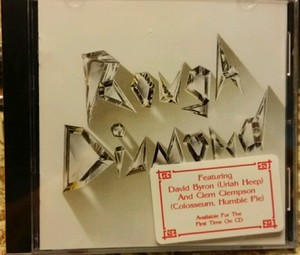 Rough
Diamond
Featuring
David Byron (Uriah Heep)
And Clem Clempson
(Colosseum, Humble Pie)
Available For The
First Time On CD